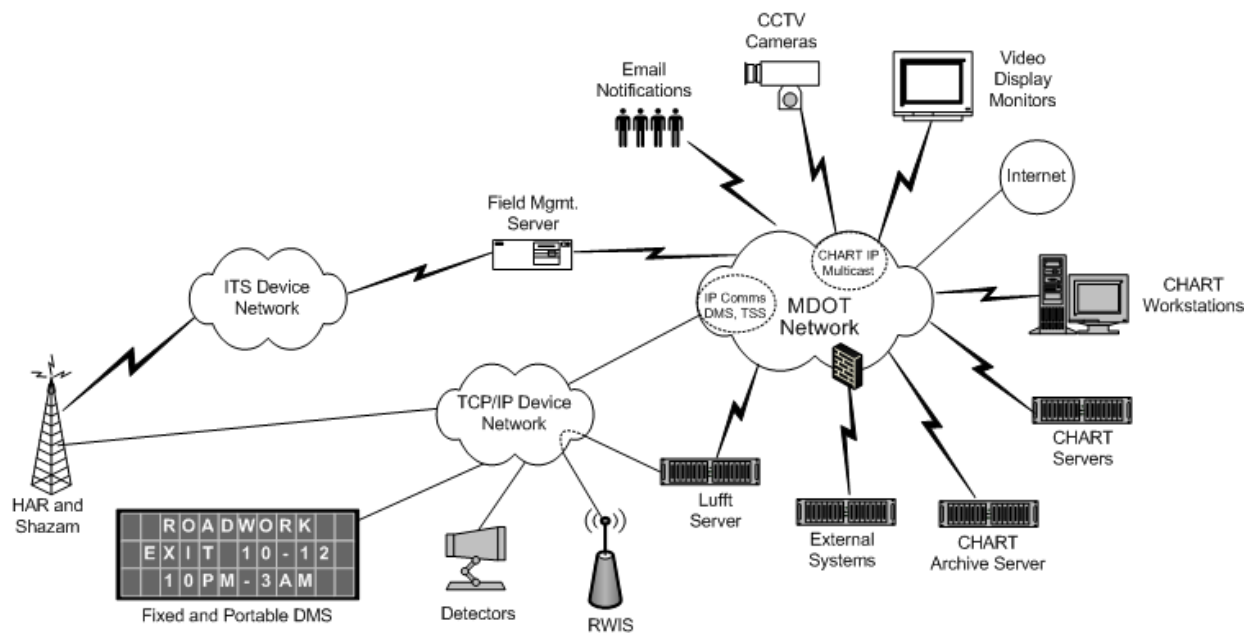 CCTV
Cameras
Video
Display
Monitors
Email
Notifications
Internet
Field Mgmt.
Server
CHART IP
Multicast
ITS Device
Network
IP Comms
DMS, TSS
MDOT
Network
CHART
Workstations
TCP/IP Device
Network
CHART
Servers
HAR and
Shazam
Lufft
Server
External
Systems
CHART
Archive Server
ROADWORK
EXIT 10-12
10PM-3AM
Fixed and Portable DMS
Detectors
RWIS